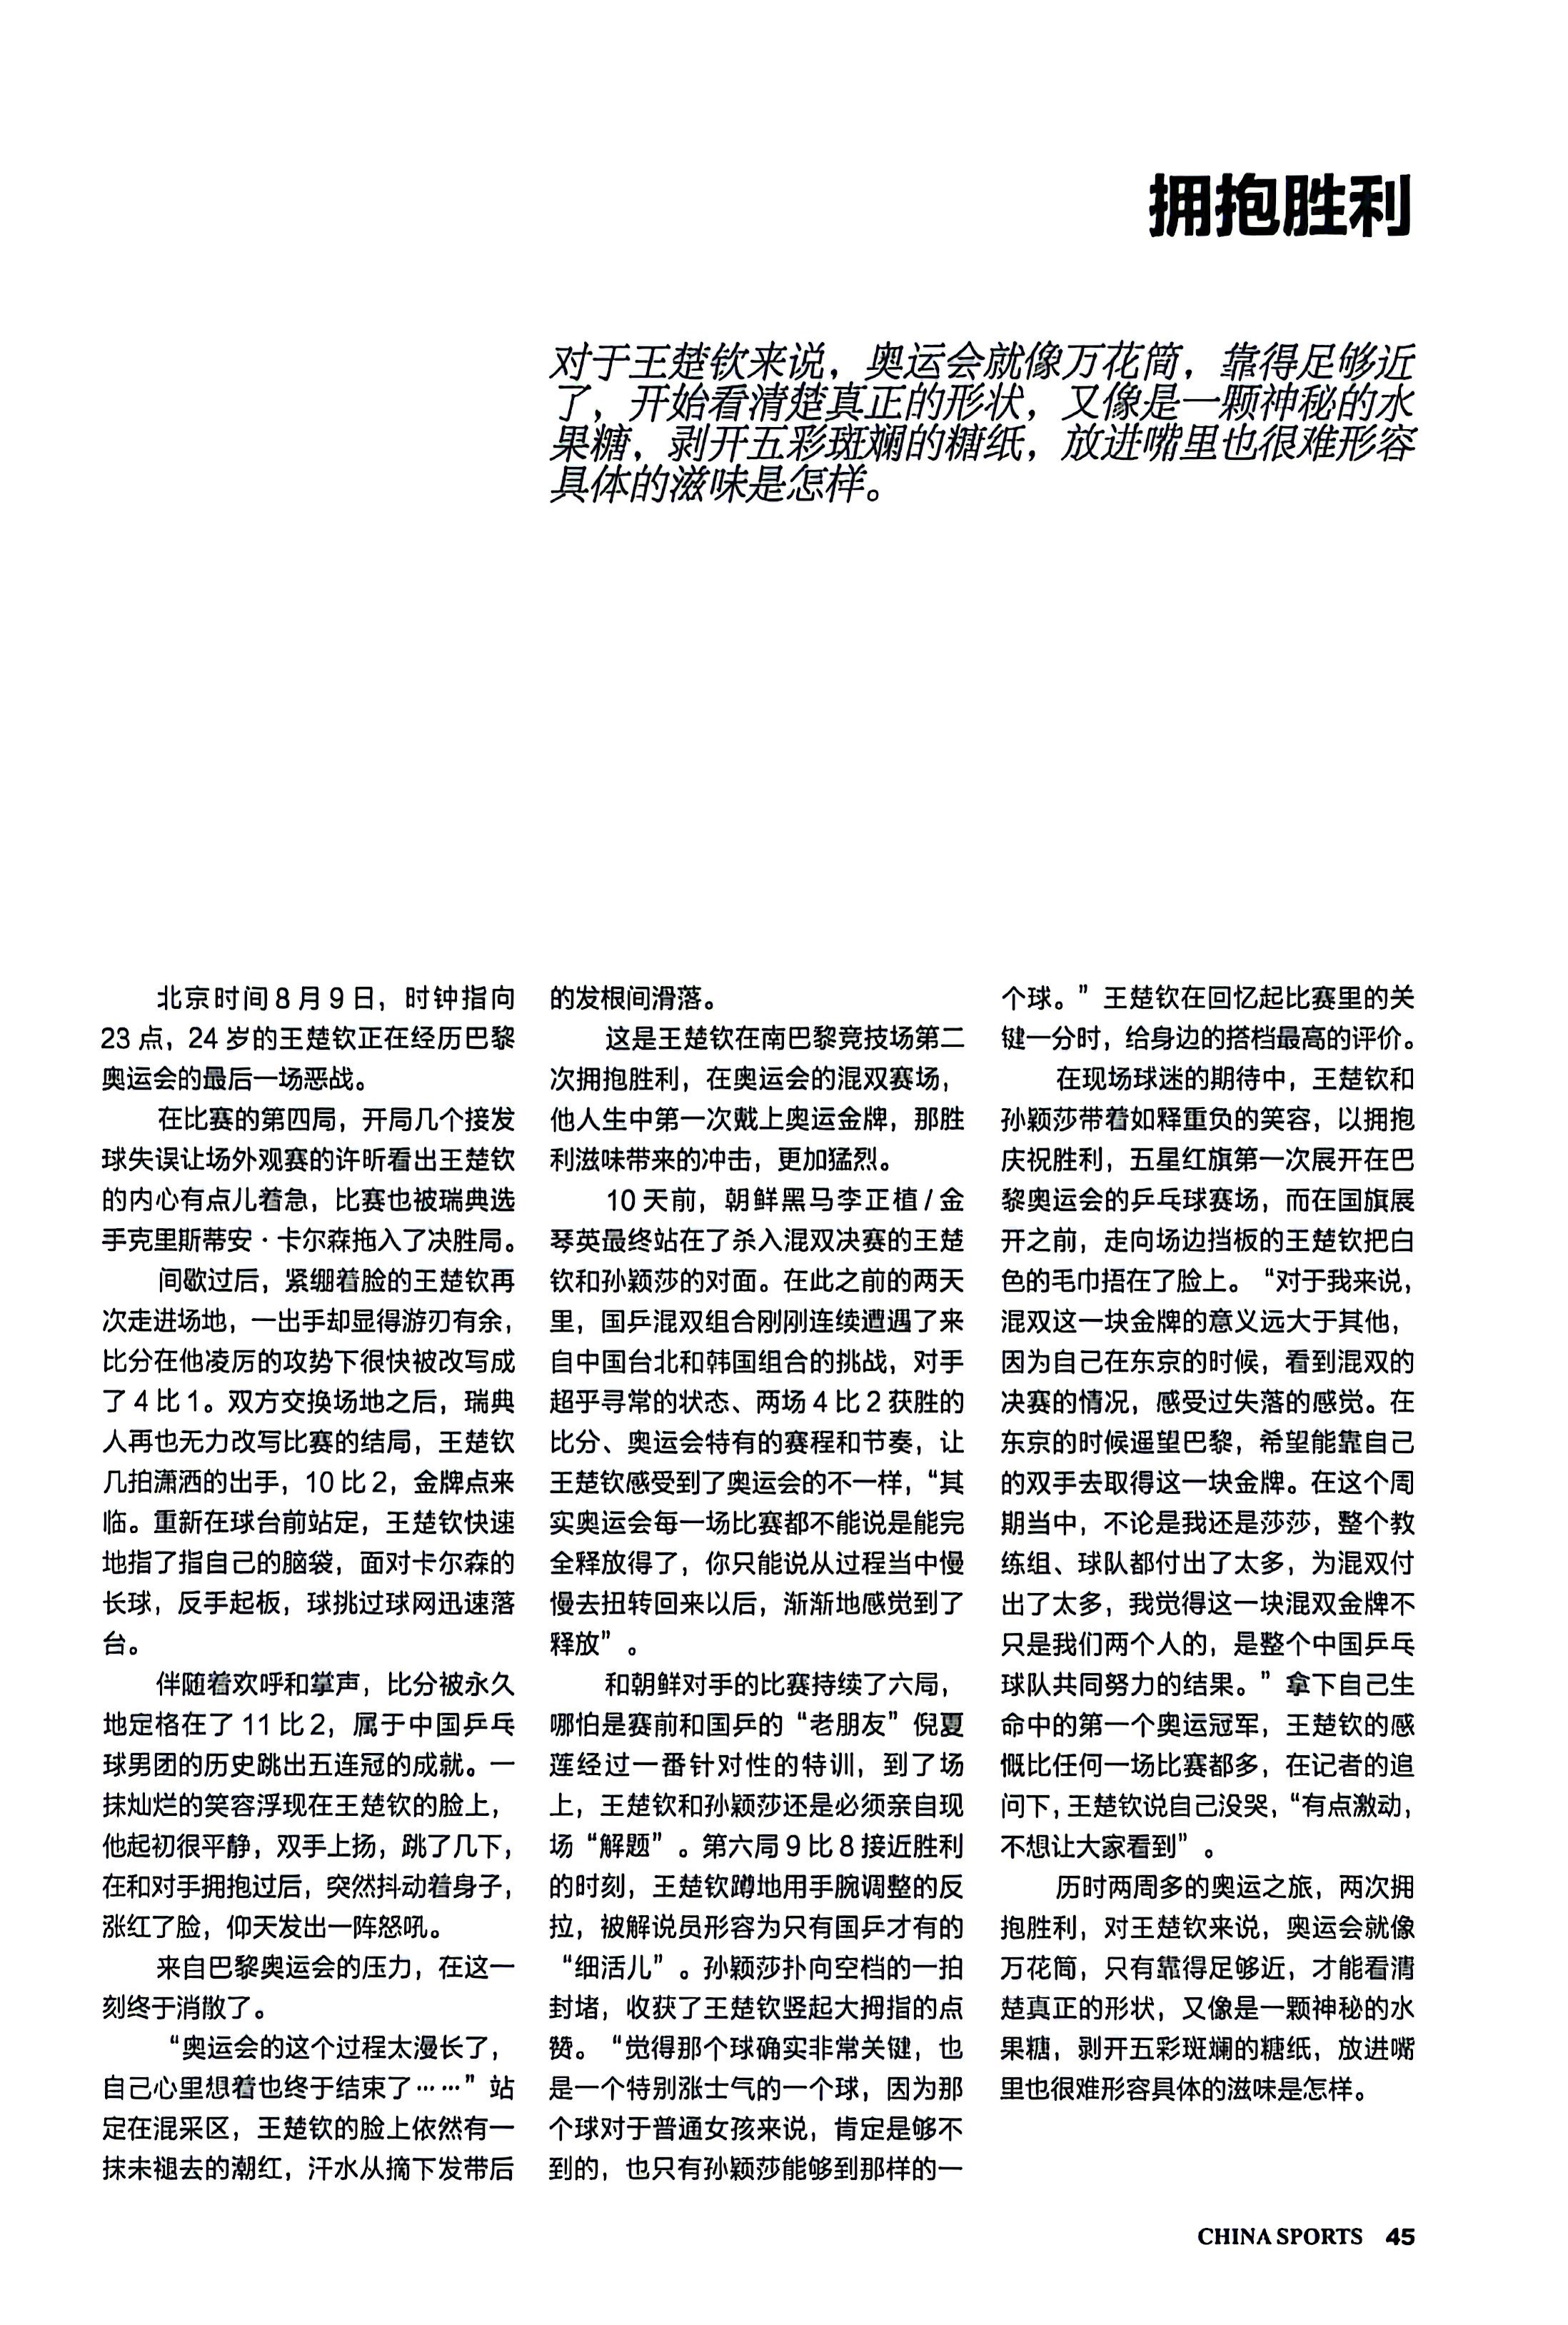 拥抱胜利
对于王楚钦来说，奥运会就像万花筒，靠得足够近
了，开始看清楚真正的形状，又像是一颗神秘的水
果糖，剥开五彩斑斓的糖纸，放进嘴里也很难形容
具体的滋味是怎样。
北京时间8月9日，时钟指向
23点，24岁的王楚钦正在经历巴黎
奥运会的最后一场恶战。
在比赛的第四局，开局几个接发
球失误让场外观赛的许昕看出王楚钦
的内心有点儿着急，比赛也被瑞典选
手克里斯蒂安·卡尔森拖入了决胜局。
间歇过后，紧绷着脸的王楚钦再
次走进场地，一出手却显得游刃有余，
比分在他凌厉的攻势下很快被改写成
了4比1。双方交换场地之后，瑞典
人再也无力改写比赛的结局，王楚钦
几拍潇洒的出手，10比2，金牌点来
临。重新在球台前站定，王楚钦快速
地指了指自己的脑袋，面对卡尔森的
长球，反手起板，球挑过球网迅速落
台。
伴随着欢呼和掌声，比分被永久
地定格在了11比2，属于中国乒乓
球男团的历史跳出五连冠的成就。一
抹灿烂的笑容浮现在王楚钦的脸上，
他起初很平静，双手上扬，跳了几下，
在和对手拥抱过后，突然抖动着身子，
涨红了脸，仰天发出一阵怒吼。
来自巴黎奥运会的压力，在这一
刻终于消散了。
“奥运会的这个过程太漫长了，
自己心里想着也终于结束了……”站
定在混采区，王楚钦的脸上依然有一
抹未褪去的潮红，汗水从摘下发带后
的发根间滑落。
这是王楚钦在南巴黎竞技场第二
次拥抱胜利，在奥运会的混双赛场，
他人生中第一次戴上奥运金牌，那胜
利滋味带来的冲击，更加猛烈。
10天前，朝鲜黑马李正植/金
琴英最终站在了杀入混双决赛的王楚
钦和孙颖莎的对面。在此之前的两天
里，国乒混双组合刚刚连续遭遇了来
自中国台北和韩国组合的挑战，对手
超乎寻常的状态、两场4比2获胜的
比分、奥运会特有的赛程和节奏，让
王楚钦感受到了奥运会的不一样，“其
实奥运会每一场比赛都不能说是能完
全释放得了，你只能说从过程当中慢
慢去扭转回来以后，渐渐地感觉到了
释放”。
和朝鲜对手的比赛持续了六局，
哪怕是赛前和国乒的“老朋友”倪夏
莲经过一番针对性的特训，到了场
上，王楚钦和孙颖莎还是必须亲自现
场“解题”。第六局9比8接近胜利
的时刻，王楚钦蹲地用手腕调整的反
拉，被解说员形容为只有国乒才有的
“细活儿”。孙颖莎扑向空档的一拍
封堵，收获了王楚钦竖起大拇指的点
赞。“觉得那个球确实非常关键，也
是一个特别涨士气的一个球，因为那
个球对于普通女孩来说，肯定是够不
到的，也只有孙颖莎能够到那样的一
个球。”王楚钦在回忆起比赛里的关
键一分时，给身边的搭档最高的评价。
在现场球迷的期待中，王楚钦和
孙颖莎带着如释重负的笑容，以拥抱
庆祝胜利，五星红旗第一次展开在巴
黎奥运会的乒乓球赛场，而在国旗展
开之前，走向场边挡板的王楚钦把白
色的毛巾捂在了脸上。“对于我来说，
混双这一块金牌的意义远大于其他，
因为自己在东京的时候，看到混双的
决赛的情况，感受过失落的感觉。在
东京的时候遥望巴黎，希望能靠自己
的双手去取得这一块金牌。在这个周
期当中，不论是我还是莎莎，整个教
练组、球队都付出了太多，为混双付
出了太多，我觉得这一块混双金牌不
只是我们两个人的，是整个中国乒乓
球队共同努力的结果。”拿下自己生
命中的第一个奥运冠军，王楚钦的感
慨比任何一场比赛都多，在记者的追
问下，王楚钦说自己没哭，“有点激动，
不想让大家看到”。
历时两周多的奥运之旅，两次拥
抱胜利，对王楚钦来说，奥运会就像
万花筒，只有靠得足够近，才能看清
楚真正的形状，又像是一颗神秘的水
果糖，剥开五彩斑斓的糖纸，放进嘴
里也很难形容具体的滋味是怎样。
CHINA SPORTS 45